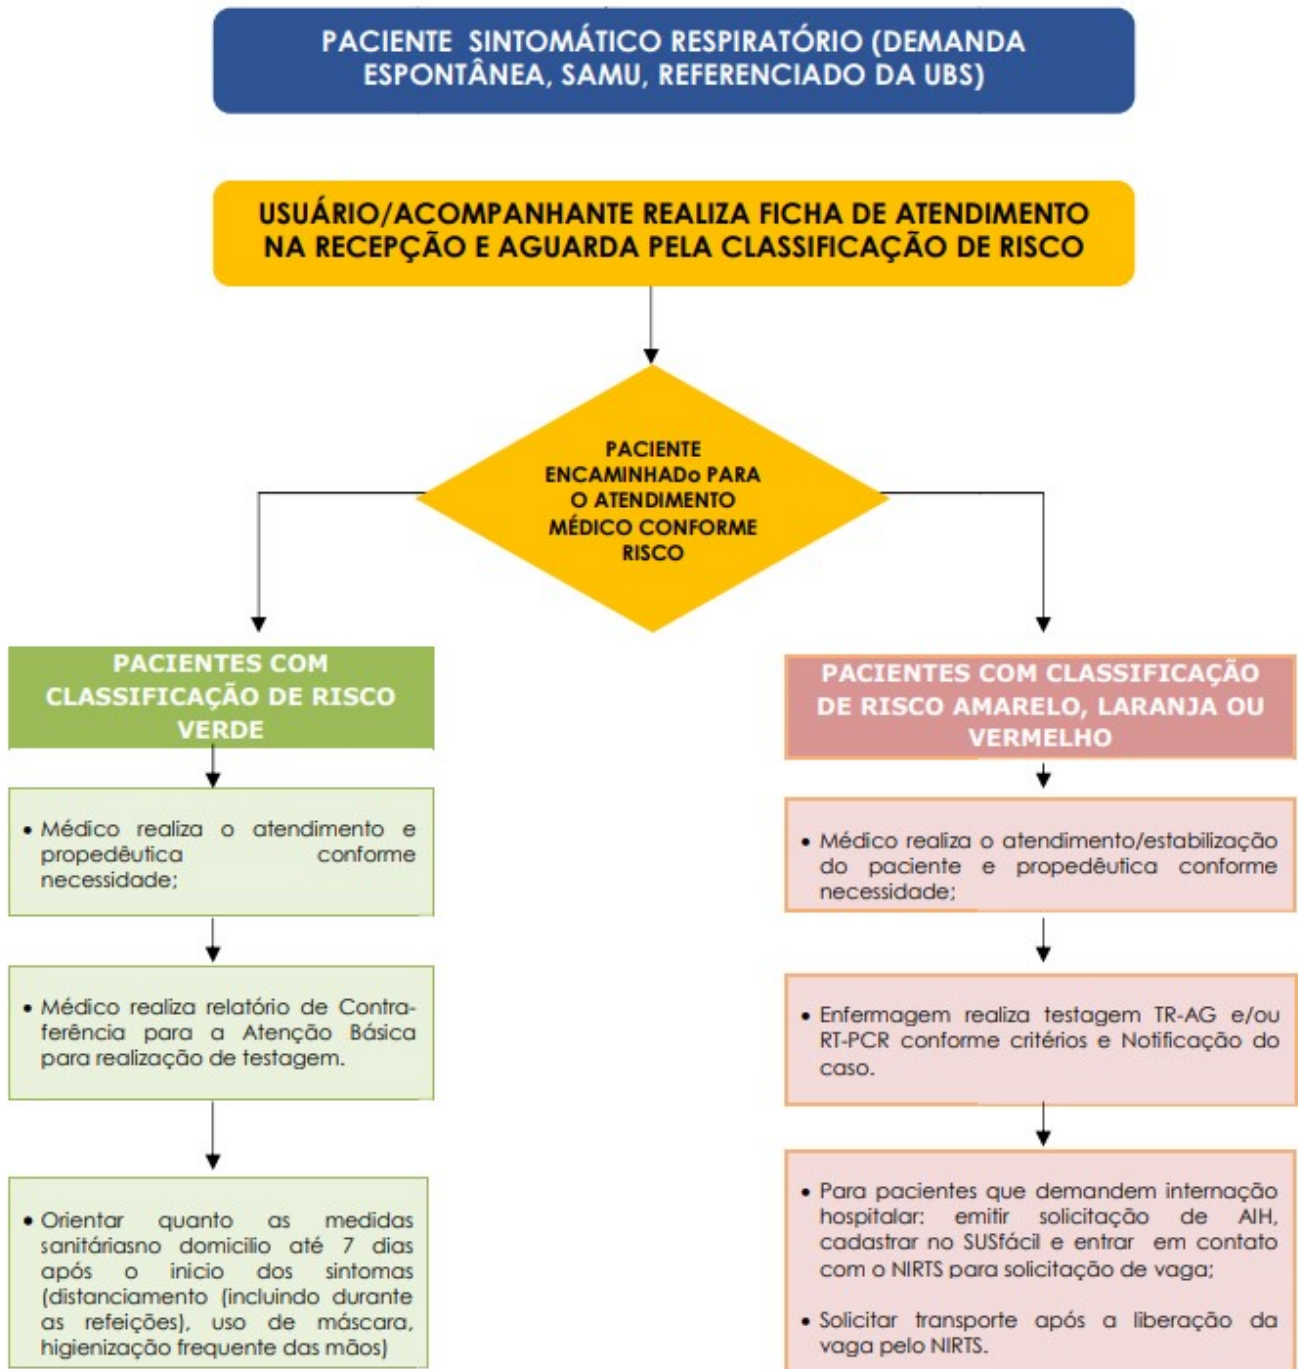 PACIENTE SINTOMÁTICO RESPIRATÓRIO (DEMANDA
ESPONTÂNEA, SAMU, REFERENCIADO DA UBS)
USUÁRIO/ACOMPANHANTE REALIZA FICHA DE ATENDIMENTO
NA RECEPÇÃO E AGUARDA PELA CLASSIFICAÇÃO DE RISCO
PACIENTE
ENCAMINHADo PARA
O ATENDIMENTO
MÉDICO CONFORME
RISCO
PACIENTES COM
CLASSIFICAÇÃO DE RISCO
VERDE
• Médico realiza o atendimento e
propedêutica conforme
necessidade;
• Médico realiza relatório de Contra-
ferência para a Atenção Básica
para realização de testagem.
• Orientar quanto as medidas
sanitáriasno domicilio até 7 dias
após o inicio dos sintomas
(distanciamento (incluindo durante
as refeições), uso de máscara,
higienização frequente das mãos)
PACIENTES COM CLASSIFICAÇÃO
DE RISCO AMARELO, LARANJA OU
VERMELHO
• Médico realiza o atendimento/estabilização
do paciente e propedêutica conforme
necessidade;
• Enfermagem realiza testagem TR-AG e/ou
RT-PCR conforme critérios e Notificação do
caso.
• Para pacientes que demandem internação
hospitalar: emitir solicitação de AIH,
cadastrar no SUSfácil e entrar em contato
com o NIRTS para solicitação de vaga;
• Solicitar transporte após a liberação da
vaga pelo NIRTS.